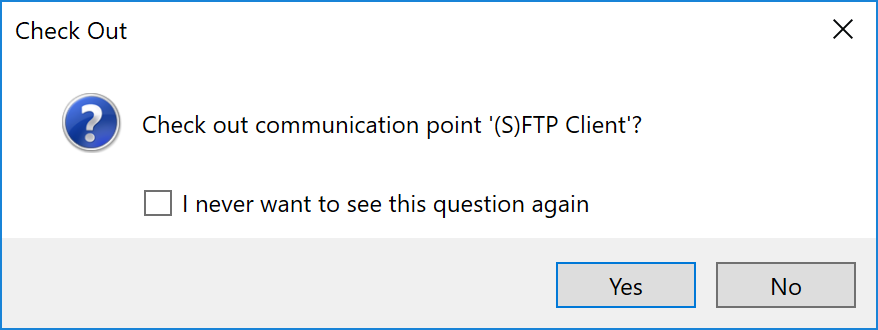 Check Out
Check out communication point '(S)FTP Client'?
I never want to see this question again
Yes
No